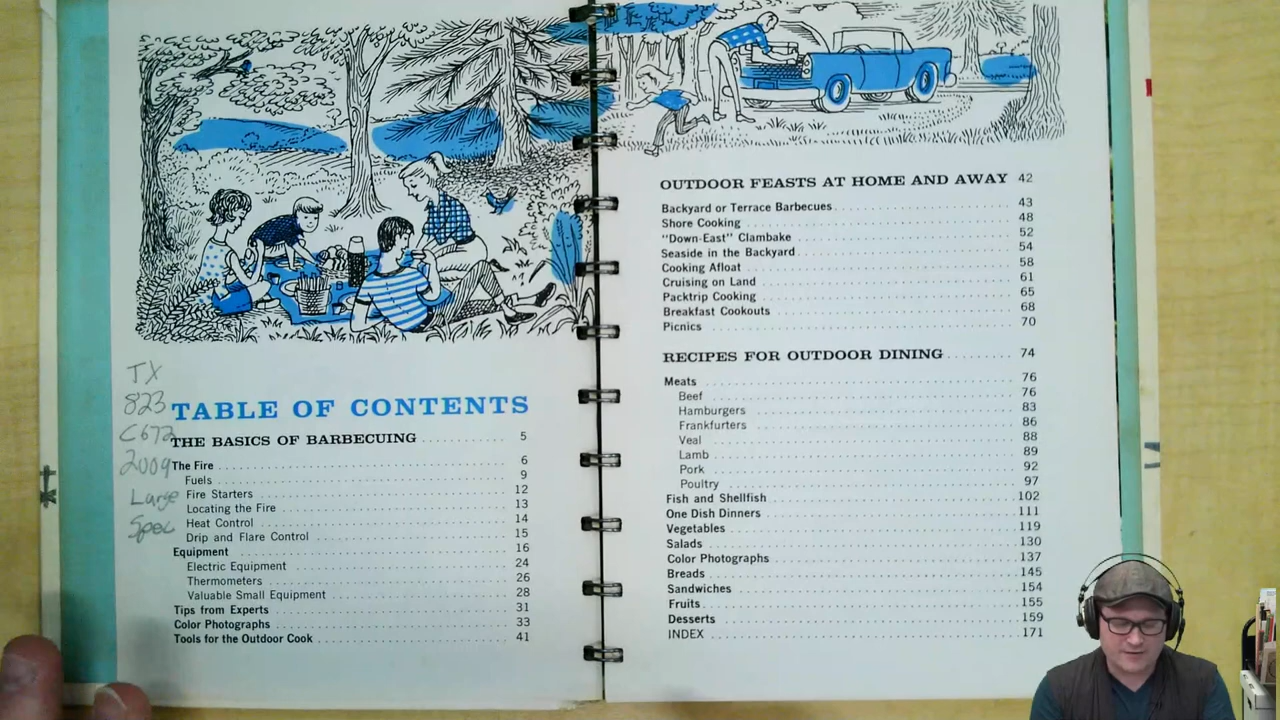 TX
823
C672
2009
Large
Spec
TABLE OF CONTENTS
THE BASICS OF BARBECUING 5
The Fire 6
Fuels 9
Fire Starters 12
Locating the Fire 13
Heat Control 14
Drip and Flare Control 15
Equipment 16
Electric Equipment 24
Thermometers 26
Valuable Small Equipment 28
Tips from Experts 31
Color Photographs 33
Tools for the Outdoor Cook 41
OUTDOOR FEASTS AT HOME AND AWAY 42
Backyard or Terrace Barbecues 43
Shore Cooking 48
"Down-East" Clambake 52
Seaside in the Backyard 54
Cooking Afloat 58
Cruising on Land 61
Packtrip Cooking 65
Breakfast Cookouts 68
Picnics 70
RECIPES FOR OUTDOOR DINING 74
Meats 76
Beef 76
Hamburgers 83
Frankfurters 86
Veal 88
Lamb 89
Pork 92
Poultry 97
Fish and Shellfish 102
One Dish Dinners 111
Vegetables 119
Salads 130
Color Photographs 137
Breads 145
Sandwiches 154
Fruits 155
Desserts 159
INDEX 171